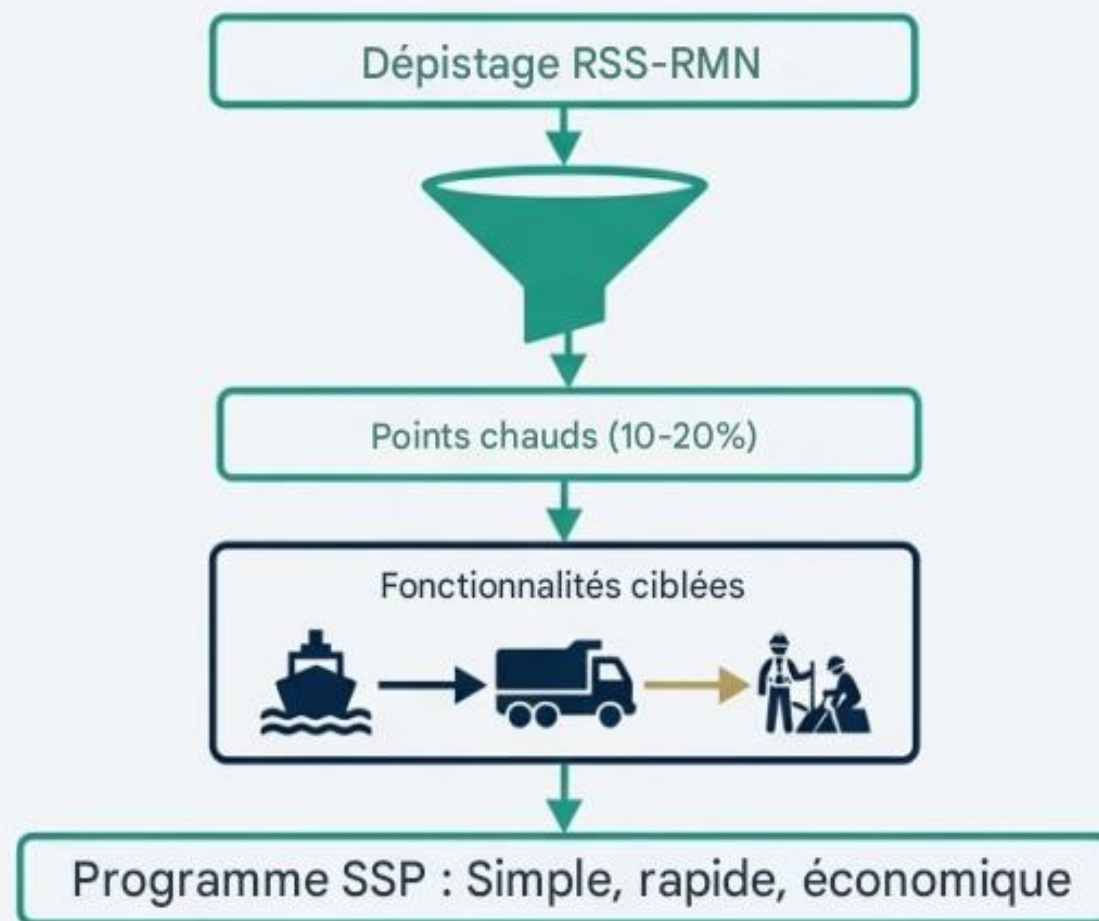 Dépistage RSS-RMN
Points chauds (10-20%)
Fonctionnalités ciblées
Programme SSP : Simple, rapide, économique